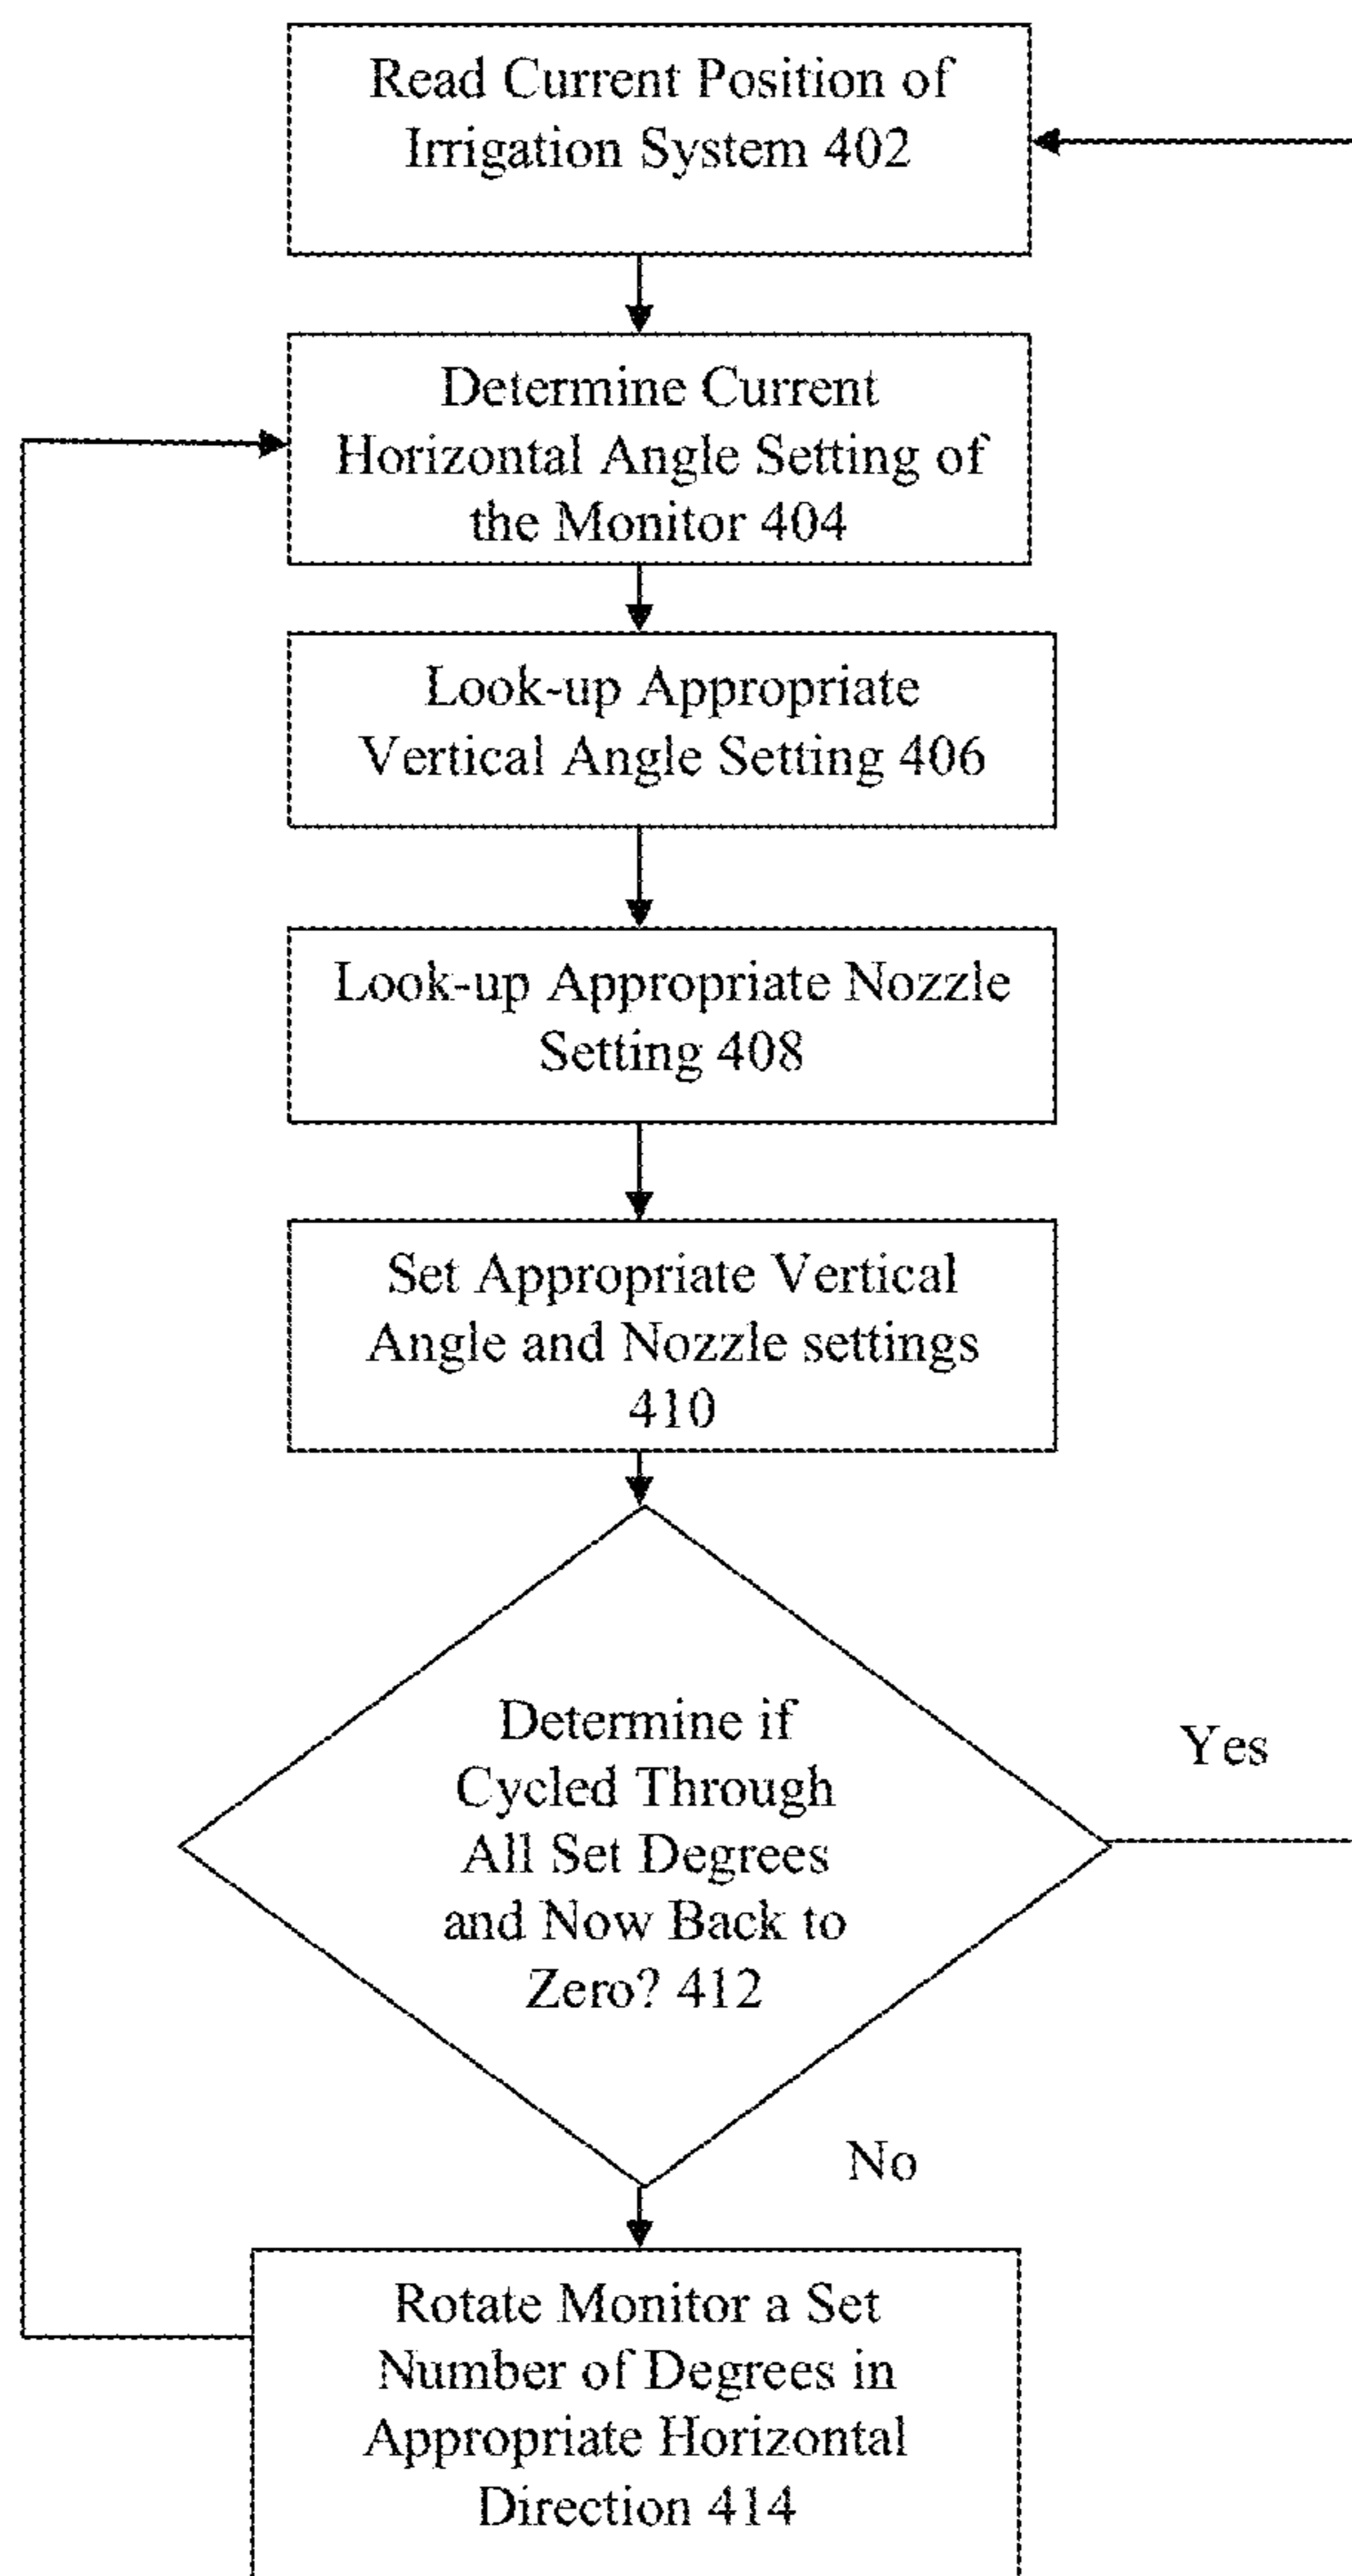 Read Current Position of
Irrigation System 402
Determine Current
Horizontal Angle Setting of
the Monitor 404
Look-up Appropriate
Vertical Angle Setting 406
Look-up Appropriate Nozzle
Setting 408
Set Appropriate Vertical
Angle and Nozzle settings
410
Determine if
Cycled Through
All Set Degrees
and Now Back to
Zero? 412
Yes
No
Rotate Monitor a Set
Number of Degrees in
Appropriate Horizontal
Direction 414